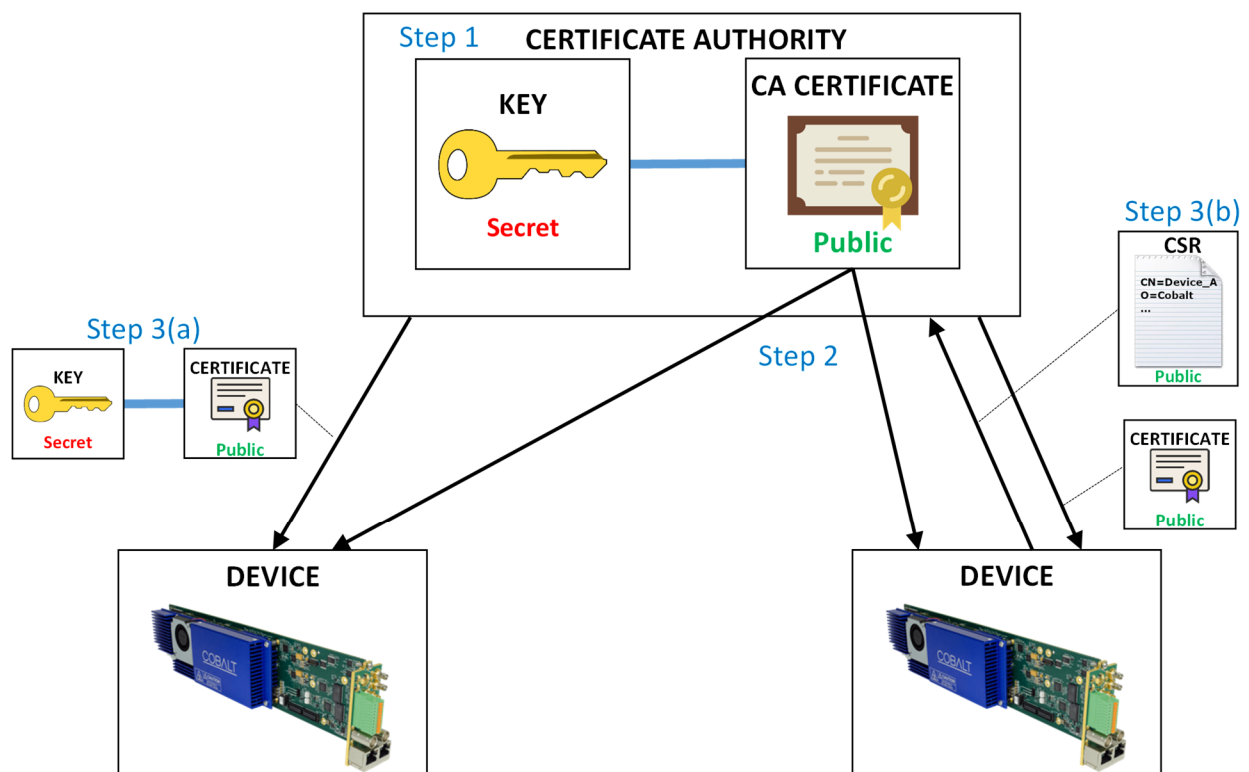 Step 1
CERTIFICATE AUTHORITY
KEY
Secret
CA CERTIFICATE
Public
Step 3(b)
CSR
CN=Device_A
O=Cobalt
...
Public
Step 3(a)
KEY
Secret
CERTIFICATE
Public
Step 2
CERTIFICATE
Public
DEVICE
COBALT
DEVICE
COBALT